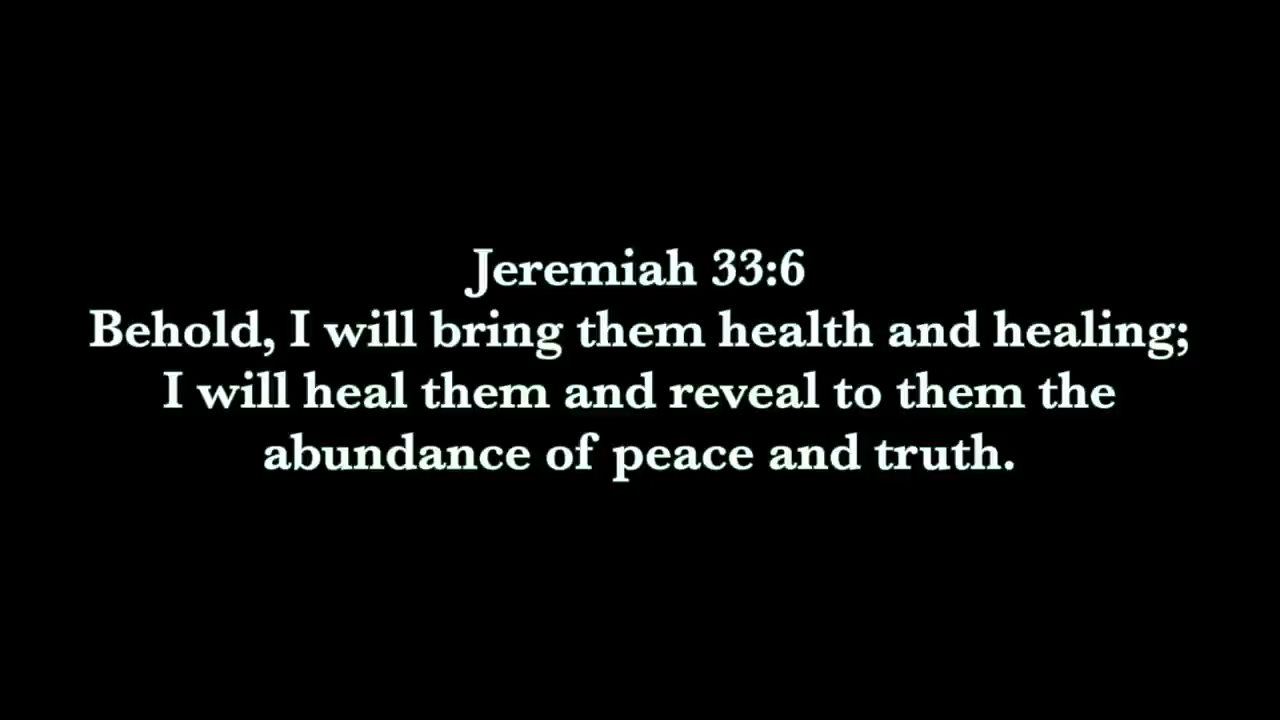 Jeremiah 33:6
Behold, I will bring them health and healing;
I will heal them and reveal to them the
abundance of peace and truth.